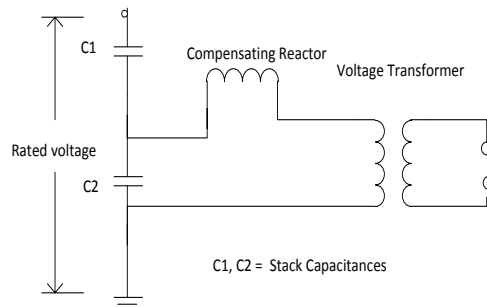 C1
Compensating Reactor
Voltage Transformer
Rated voltage
C2
C1, C2 = Stack Capacitances